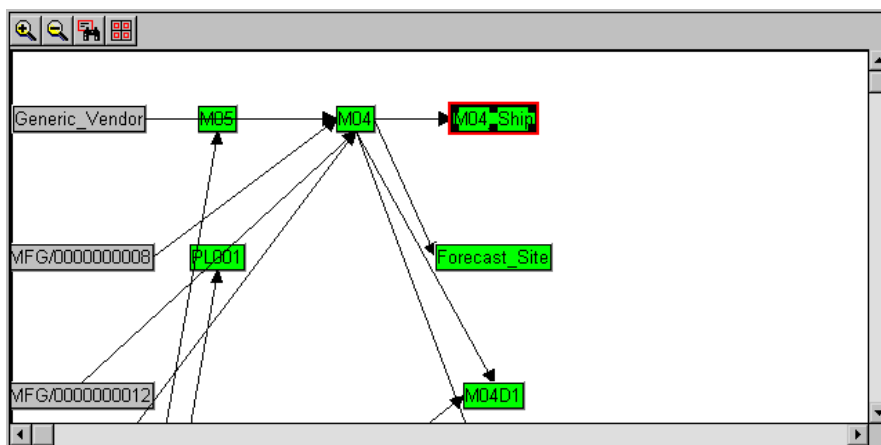 Generic_Vendor M05 M04 M04_Ship
MFG/0000000008 PL001 Forecast_Site
MFG/0000000012 M04D1